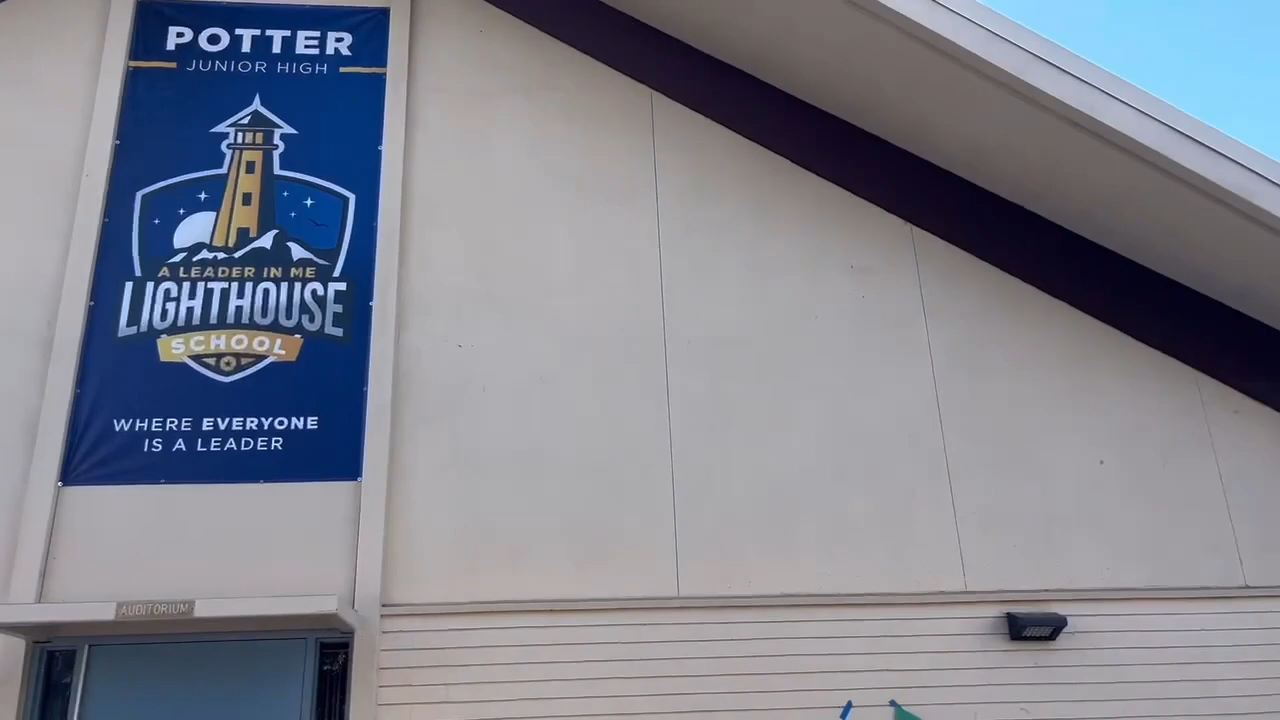 POTTER
JUNIOR HIGH
A LEADER IN ME
LIGHTHOUSE
SCHOOL
WHERE EVERYONE
IS A LEADER
AUDITORIUM